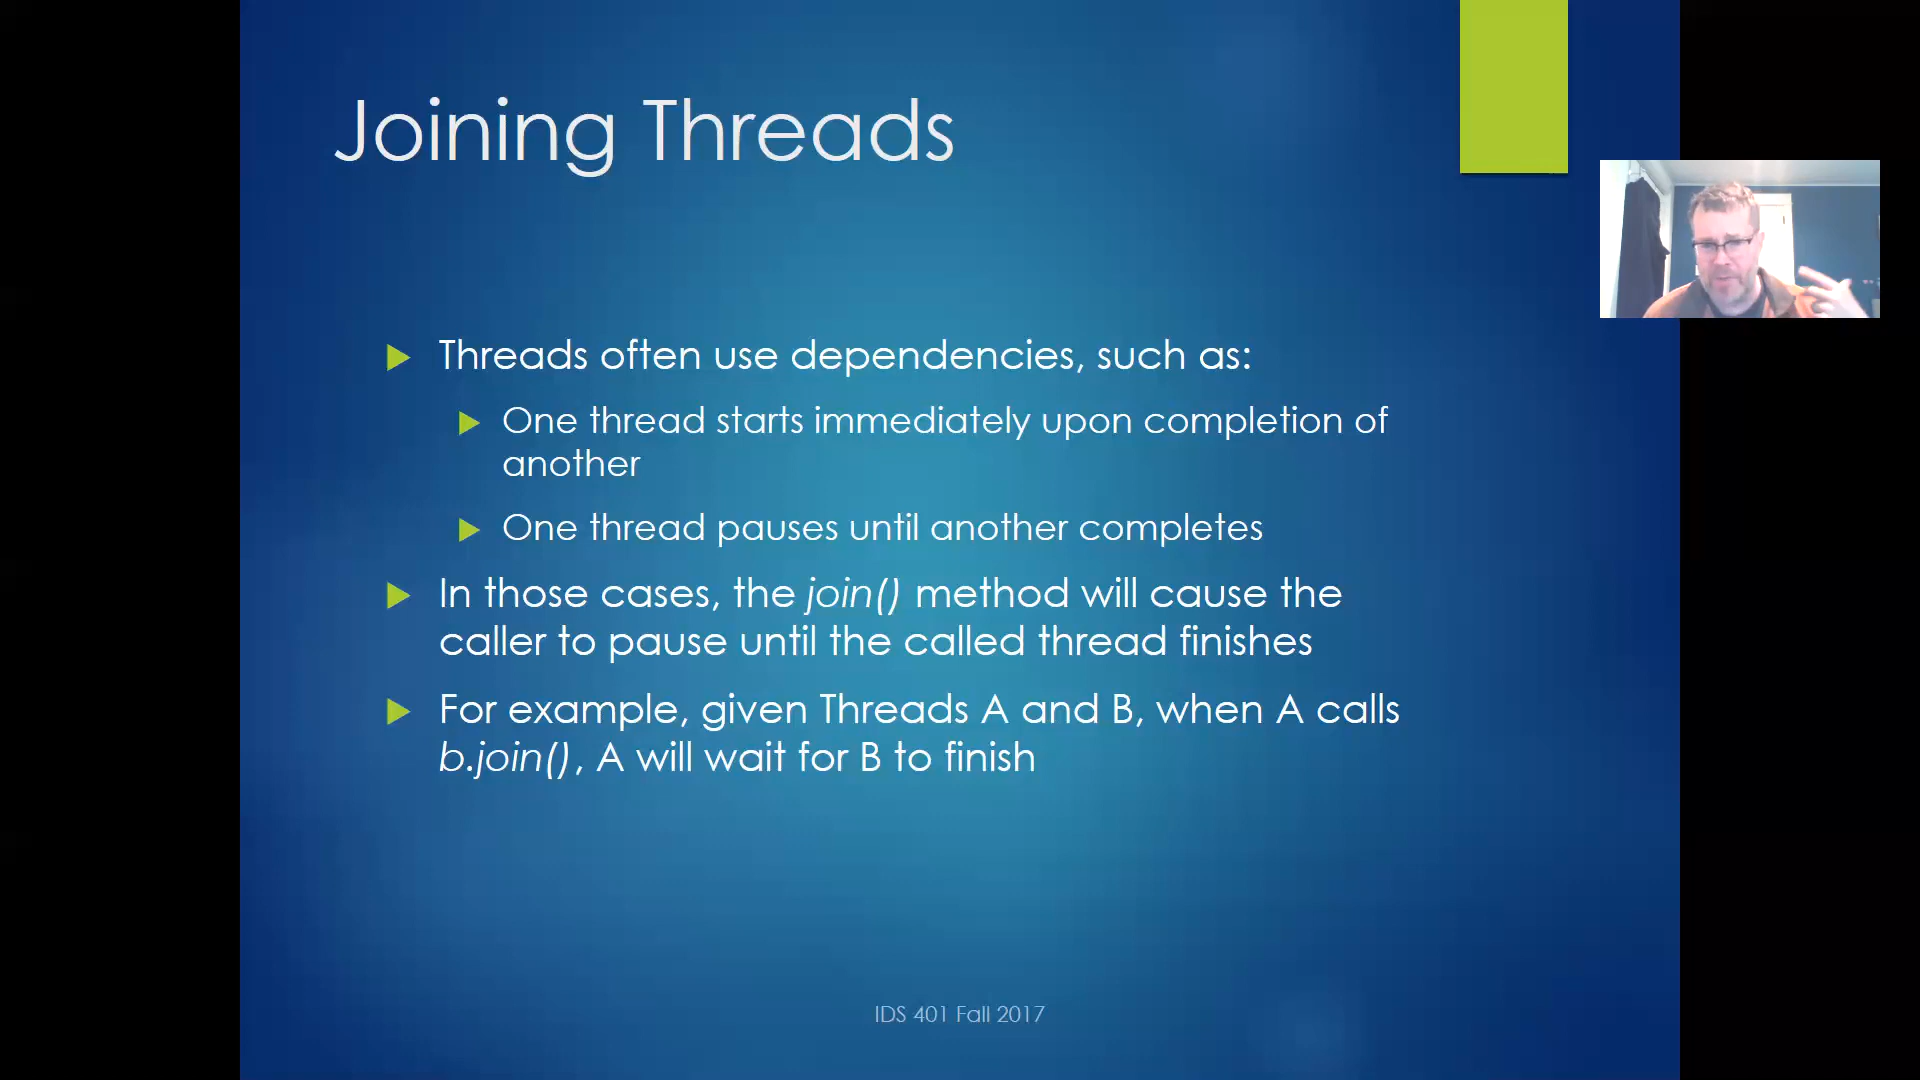 Joining Threads
Threads often use dependencies, such as:
One thread starts immediately upon completion of
another
One thread pauses until another completes
In those cases, the join() method will cause the
caller to pause until the called thread finishes
For example, given Threads A and B, when A calls
b.join(), A will wait for B to finish
IDS 401 Fall 2017